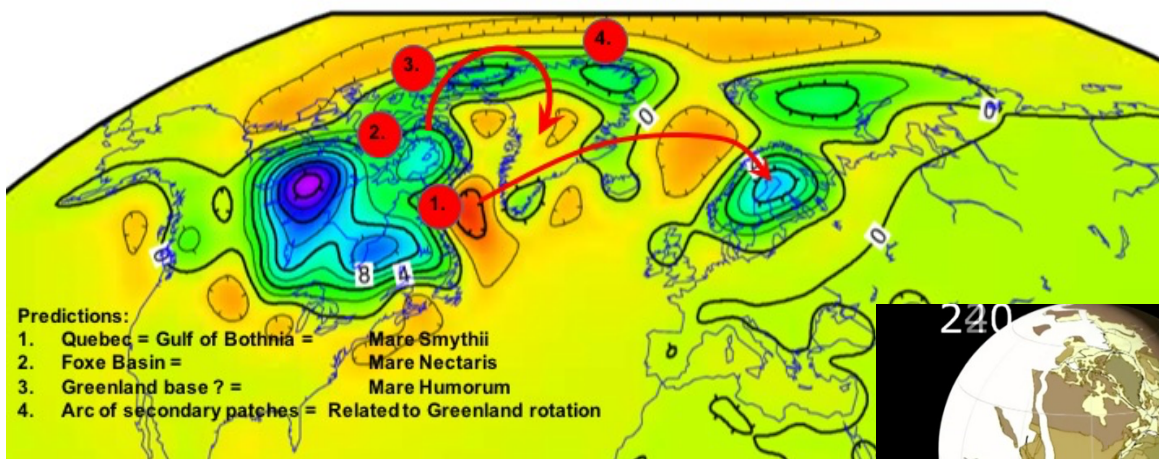 4.
3.
2.
0
0
1.
0
0
8 4
Predictions:
1. Quebec = Gulf of Bothnia = Mare Smythii
2. Foxe Basin = Mare Nectaris
3. Greenland base ? = Mare Humorum
4. Arc of secondary patches = Related to Greenland rotation